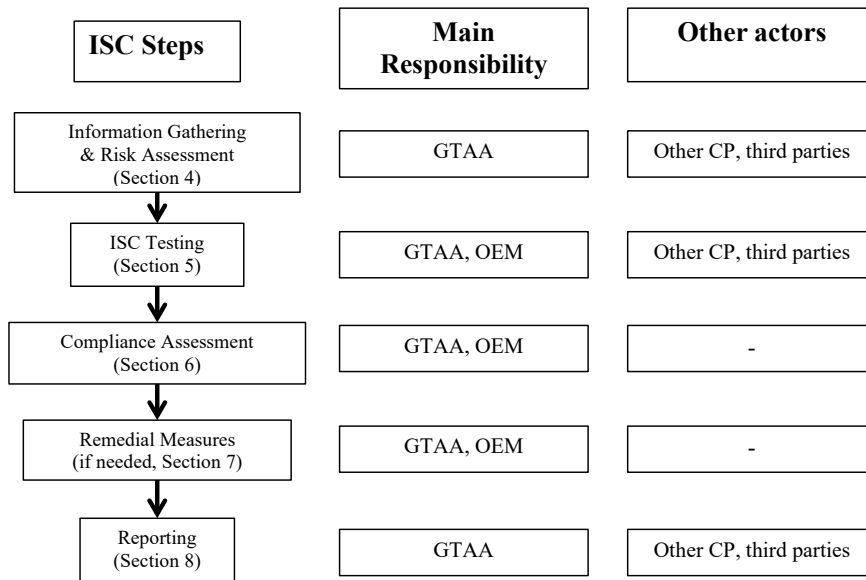 ISC Steps
Main
Responsibility
Other actors
Information Gathering
& Risk Assessment
(Section 4)
GTAA
Other CP, third parties
ISC Testing
(Section 5)
GTAA, OEM
Other CP, third parties
Compliance Assessment
(Section 6)
GTAA, OEM
-
Remedial Measures
(if needed, Section 7)
GTAA, OEM
-
Reporting
(Section 8)
GTAA
Other CP, third parties